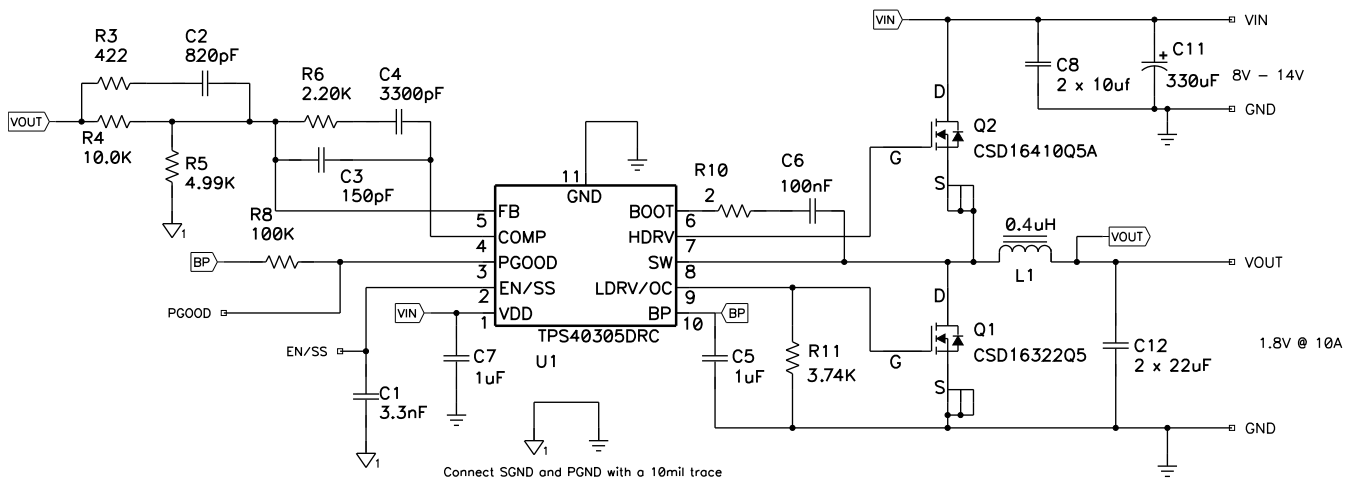 VIN
VIN
R3
422
C2
820pF
R6
2.20K
C4
3300pF
C8
2 x 10uf
+
C11
330uF
8V – 14V
D
GND
VOUT
R4
10.0K
R5
4.99K
C3
150pF
Q2
CSD16410Q5A
G
R10
2
C6
100nF
11
GND
S
1
R8
100K
FB
5
BOOT
6
COMP
4
HDRV
7
0.4uH
L1
VOUT
BP
PGOOD
3
SW
8
VOUT
EN/SS
2
LDRV/OC
9
D
PGOOD
VIN
VDD
1
BP
10
BP
TPS40305DRC
U1
Q1
CSD16322Q5
G
EN/SS
C7
1uF
C5
1uF
R11
3.74K
C12
2 x 22uF
1.8V @ 10A
S
C1
3.3nF
GND
1
1
Connect SGND and PGND with a 10mil trace